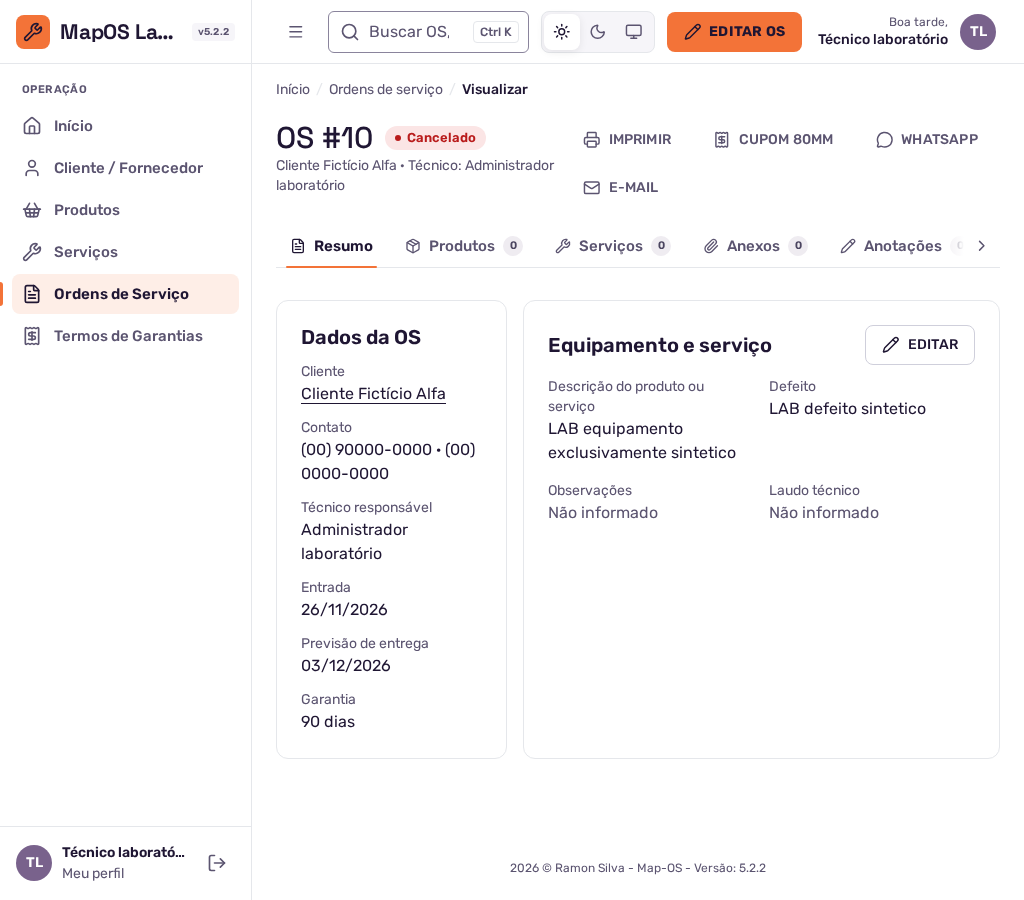 MapOS La...
v5.2.2
Buscar OS,
Ctrl K
EDITAR OS
Boa tarde,
Técnico laboratório
TL
OPERAÇÃO
Início
Cliente / Fornecedor
Produtos
Serviços
Ordens de Serviço
Termos de Garantias
Início / Ordens de serviço / Visualizar
OS #10
Cancelado
Cliente Fictício Alfa • Técnico: Administrador
laboratório
IMPRIMIR
CUPOM 80MM
WHATSAPP
E-MAIL
Resumo
Produtos 0
Serviços 0
Anexos 0
Anotações 0
Dados da OS
Cliente
Cliente Fictício Alfa
Contato
(00) 90000-0000 • (00)
0000-0000
Técnico responsável
Administrador
laboratório
Entrada
26/11/2026
Previsão de entrega
03/12/2026
Garantia
90 dias
Equipamento e serviço
EDITAR
Descrição do produto ou
serviço
LAB equipamento
exclusivamente sintetico
Defeito
LAB defeito sintetico
Observações
Não informado
Laudo técnico
Não informado
TL
Técnico laborató...
Meu perfil
2026 © Ramon Silva - Map-OS - Versão: 5.2.2